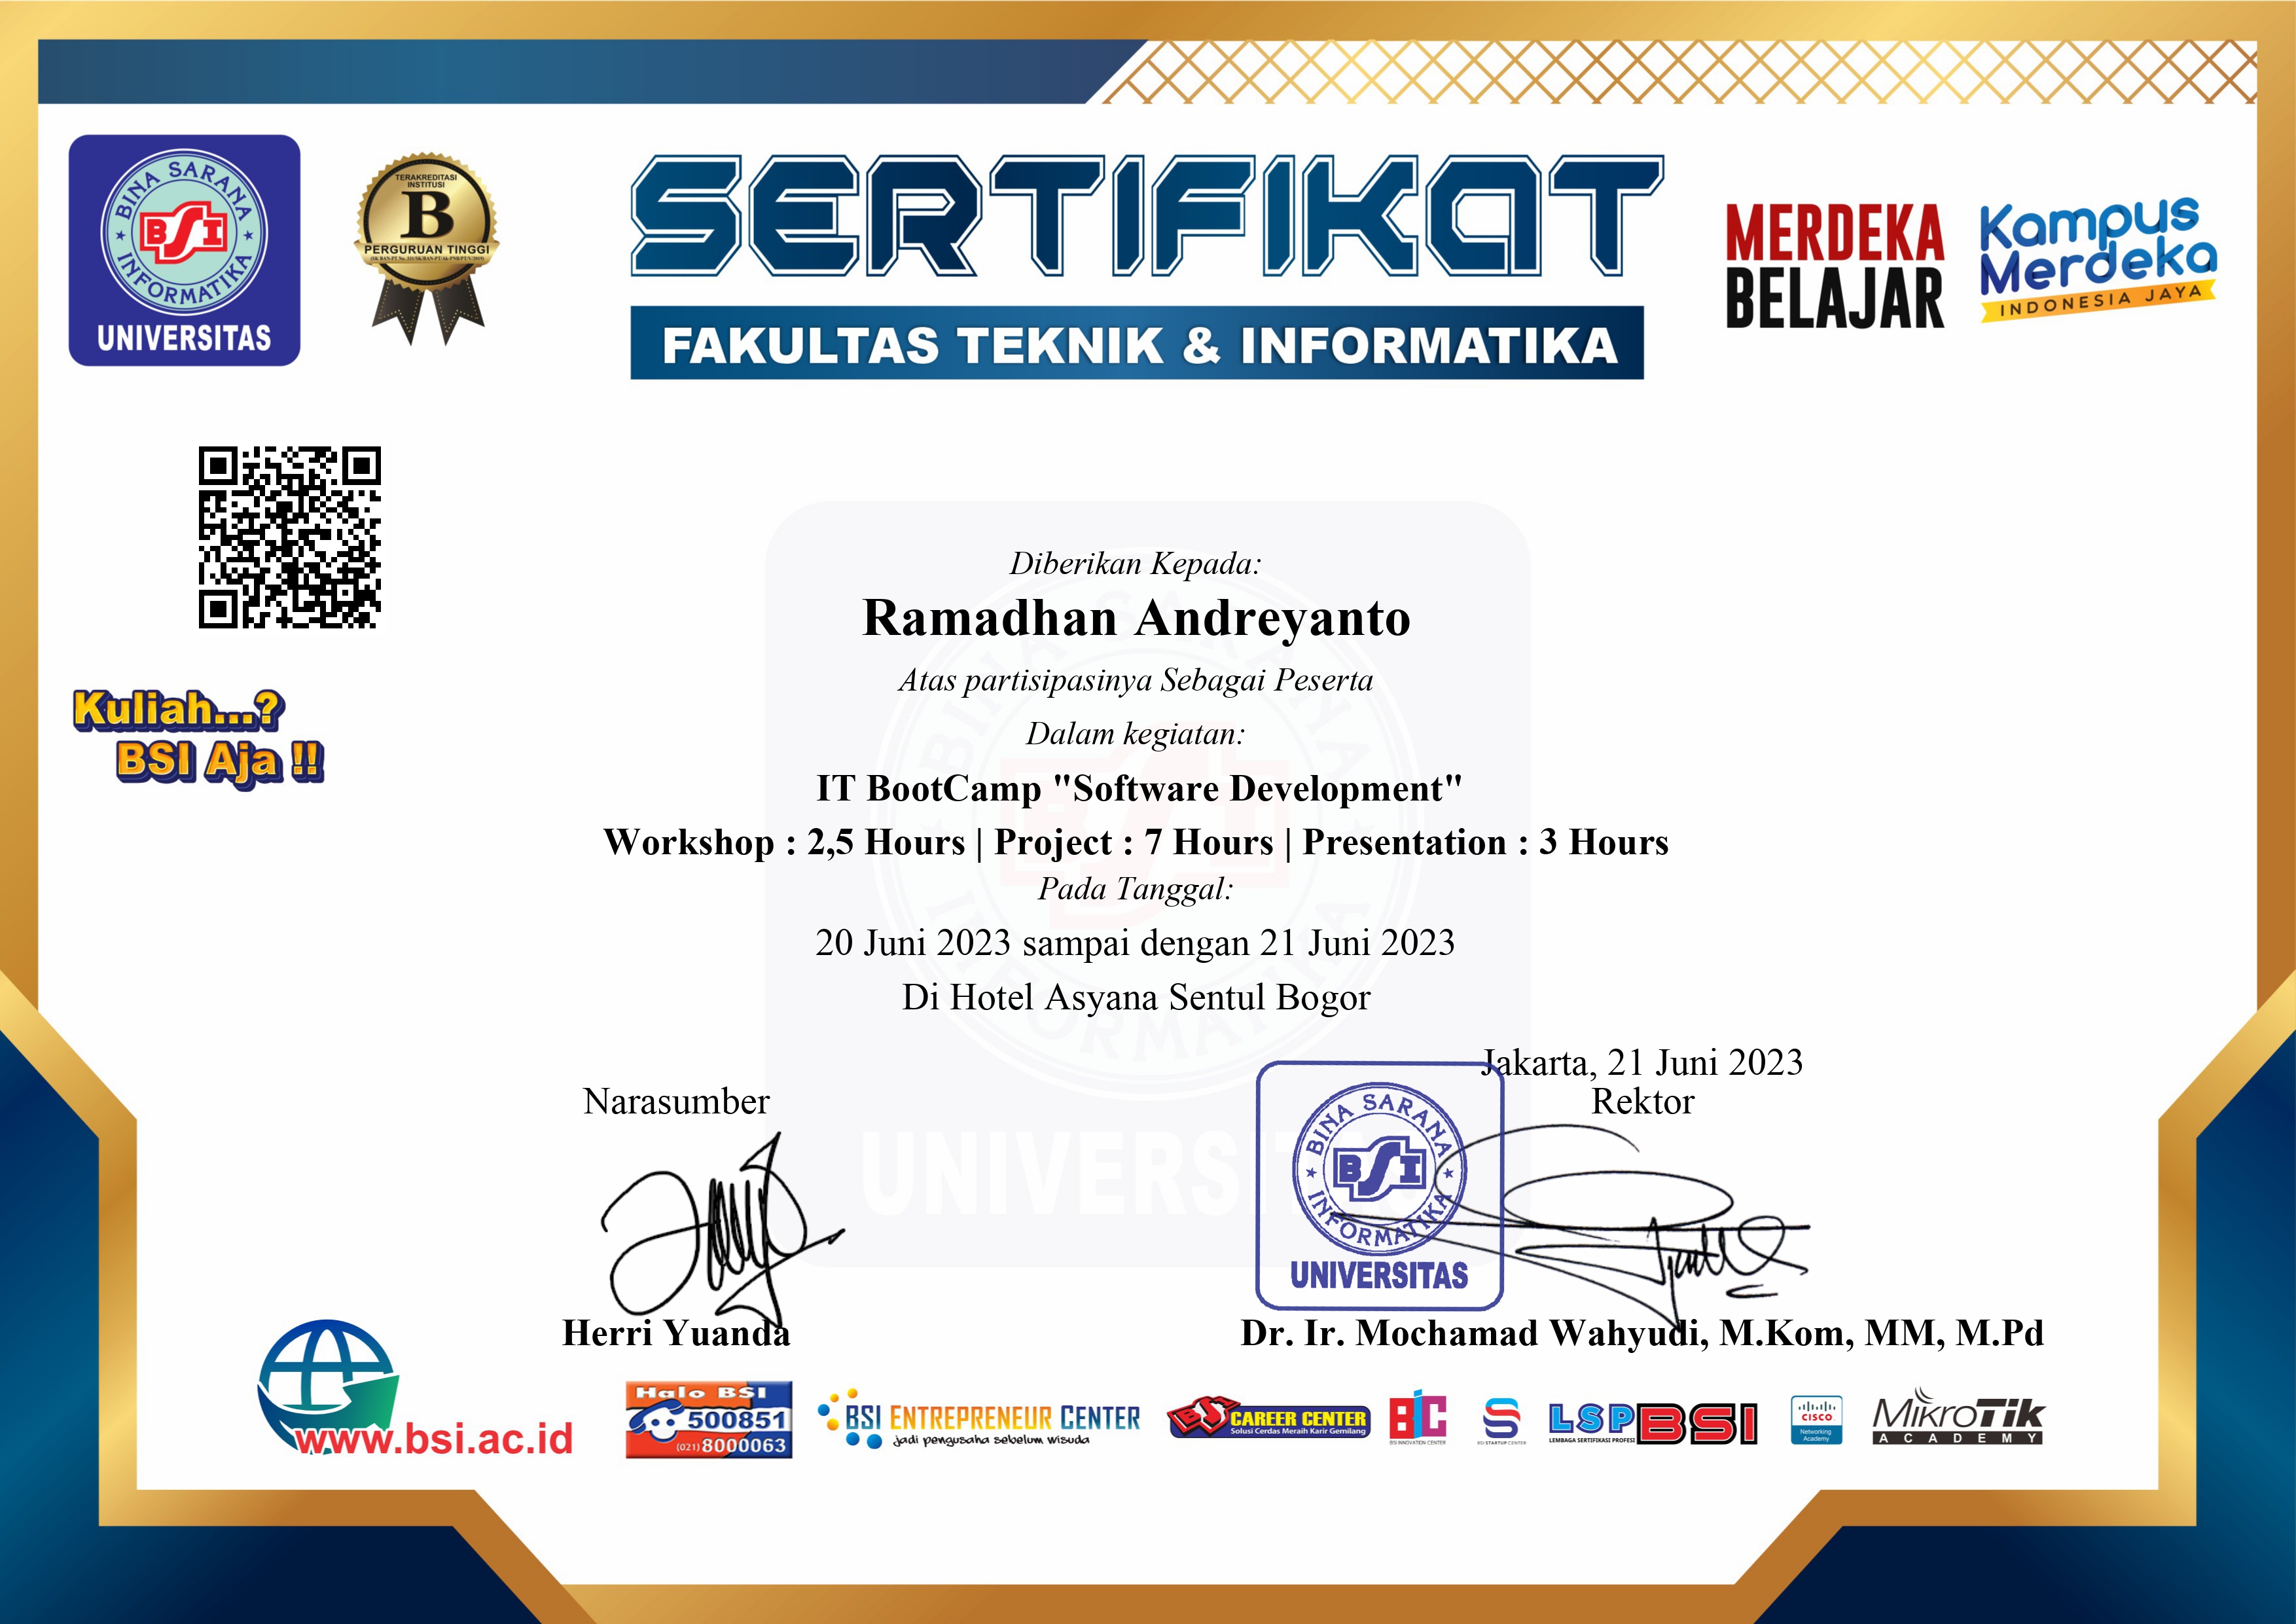 BINA SARANA
BSI
INFORMATIKA
UNIVERSITAS
TERAKREDITASI
INSTITUSI
B
PERGURUAN TINGGI
SERTIFIKAT
FAKULTAS TEKNIK & INFORMATIKA
MERDEKA
BELAJAR
Kampus
Merdeka
INDONESIA JAYA
Kuliah...?
BSI Aja !!
Diberikan Kepada:
Ramadhan Andreyanto
Atas partisipasinya Sebagai Peserta
Dalam kegiatan:
IT BootCamp "Software Development"
Workshop : 2,5 Hours | Project : 7 Hours | Presentation : 3 Hours
Pada Tanggal:
20 Juni 2023 sampai dengan 21 Juni 2023
Di Hotel Asyana Sentul Bogor
Jakarta, 21 Juni 2023
Narasumber
Rektor
BINA SARANA
BSI
INFORMATIKA
UNIVERSITAS
Herri Yuanda
Dr. Ir. Mochamad Wahyudi, M.Kom, MM, M.Pd
www.bsi.ac.id
Halo BSI
500851
(021)8000063
BSI ENTREPRENEUR CENTER
jadi pengusaha sebelum wisuda
BSI CAREER CENTER
Solusi Cerdas Meraih Karir Gemilang
BIC
BSI INNOVATION CENTER
BSI STARTUP CENTER
LSP BSI
LEMBAGA SERTIFIKASI PROFESI
CISCO
Networking
Academy
MikroTik
ACADEMY